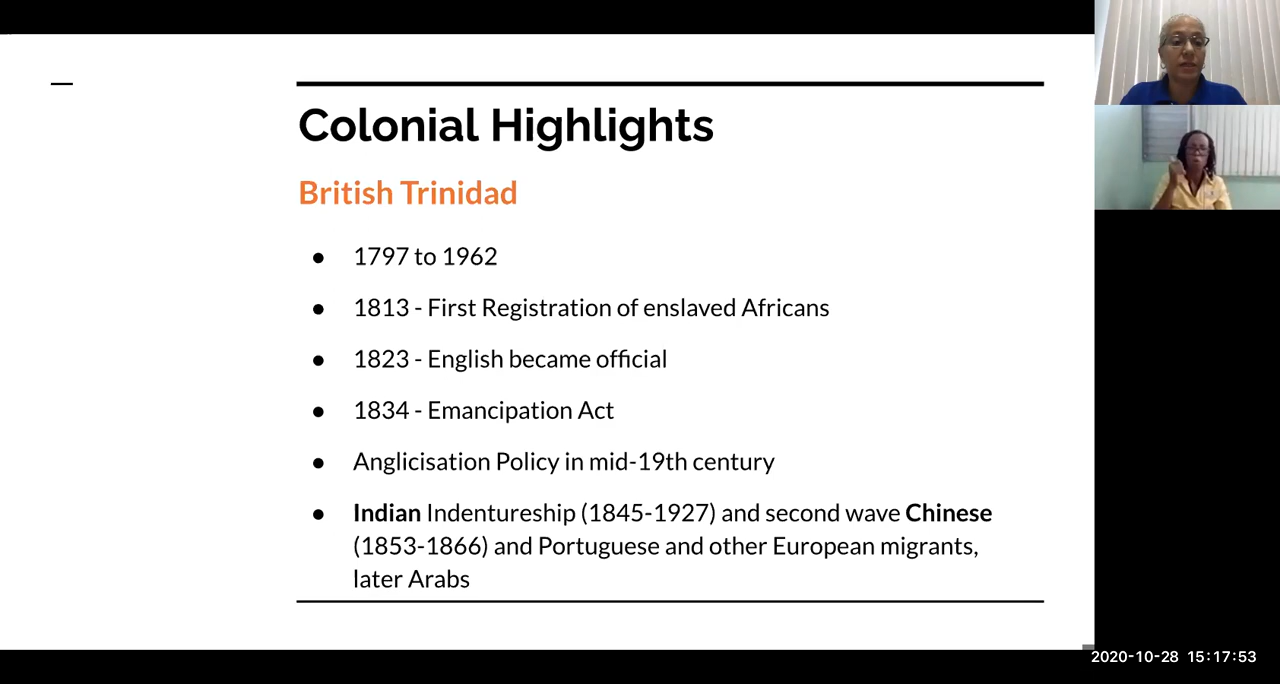 Colonial Highlights
British Trinidad
● 1797 to 1962
● 1813 - First Registration of enslaved Africans
● 1823 - English became official
● 1834 - Emancipation Act
● Anglicisation Policy in mid-19th century
● Indian Indentureship (1845-1927) and second wave Chinese
(1853-1866) and Portuguese and other European migrants,
later Arabs
2020-10-28 15:17:53